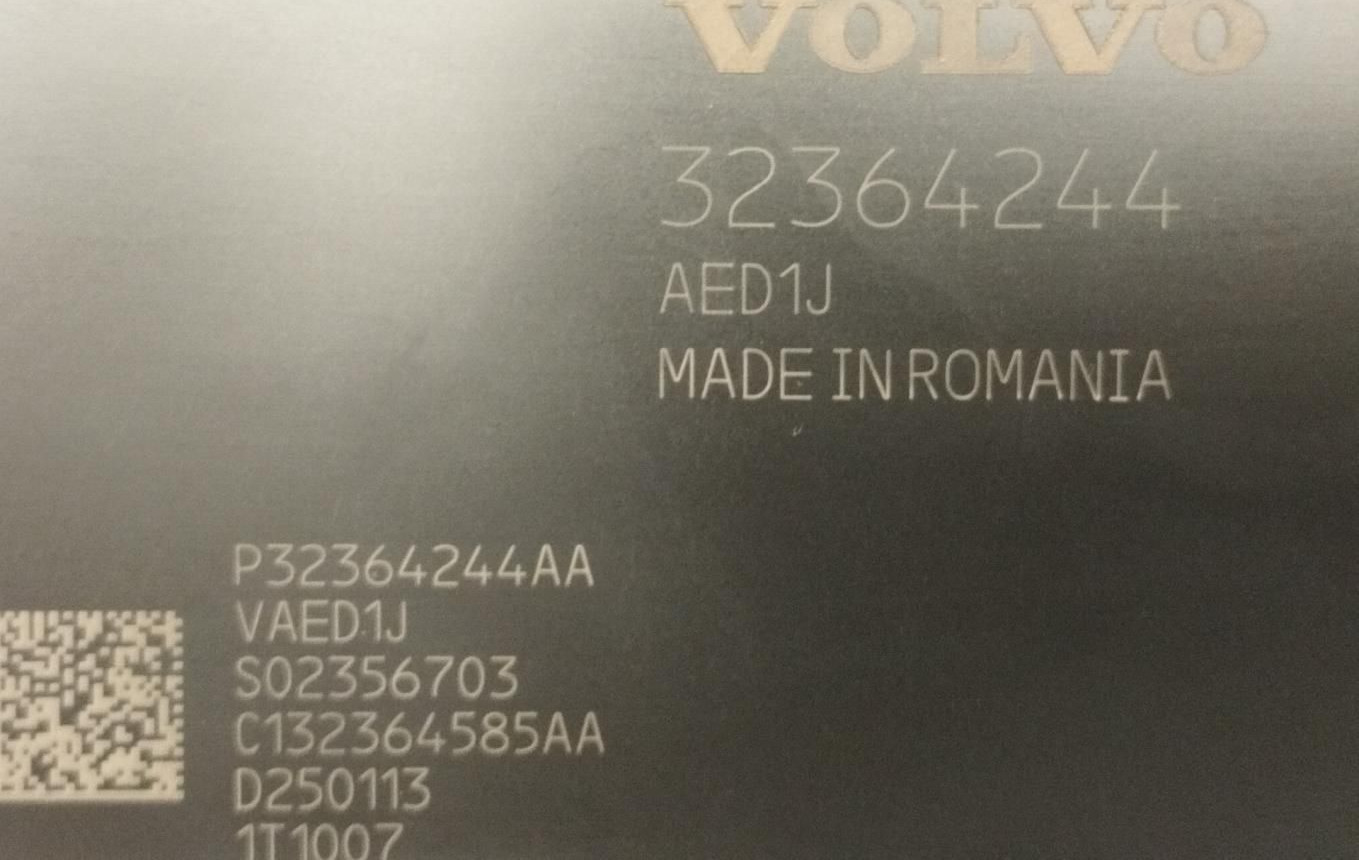 VOLVO
32364244
AED1J
MADE IN ROMANIA
P32364244AA
VAED1J
S02356703
C132364585AA
D250113
1T1007